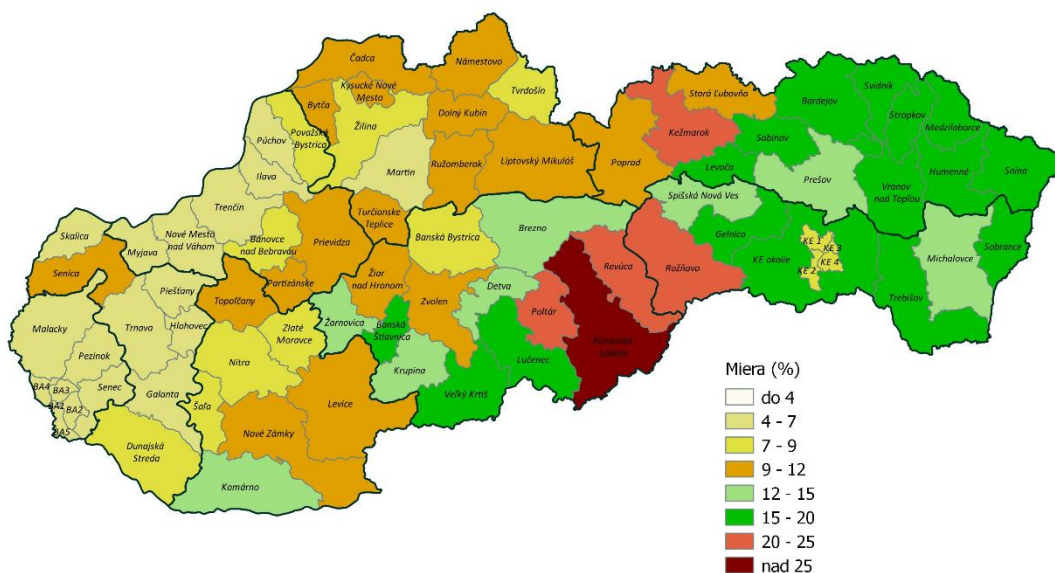 Čadca
Námestovo
Kysucké Nové
Mesto
Tvrdošín
Bytča
Dolný Kubín
Stará Ľubovňa
Svidník
Bardejov
Stropkov
Medzilaborce
Púchov
Považská
Bystrica
Žilina
Kežmarok
Sabinov
Ružomberok
Liptovský Mikuláš
Poprad
Martin
Levoča
Prešov
Humenné
Snina
Ilava
Vranov
nad Topľou
Spišská Nová Ves
Trenčín
Turčianske
Teplice
Skalica
Myjava
Nové Mesto
nad Váhom
Bánovce
nad Bebravou
Prievidza
Banská Bystrica
Brezno
Gelnica
KE 1
KE 3
KE okolie
KE 4
KE 2
Sobrance
Michalovce
Senica
Partizánske
Žiar
nad Hronom
Revúca
Rožňava
Piešťany
Topoľčany
Zvolen
Detva
Trebišov
Malacky
Trnava
Hlohovec
Zlaté
Moravce
Žarnovica
Banská
Štiavnica
Poltár
Rimavská
Sobota
Pezinok
Nitra
Lučenec
Krupina
BA4
BA3
Senec
BA1
BA2
BA5
Galanta
Šaľa
Levice
Veľký Krtíš
Dunajská
Streda
Nové Zámky
Komárno
Miera (%)
do 4
4 - 7
7 - 9
9 - 12
12 - 15
15 - 20
20 - 25
nad 25